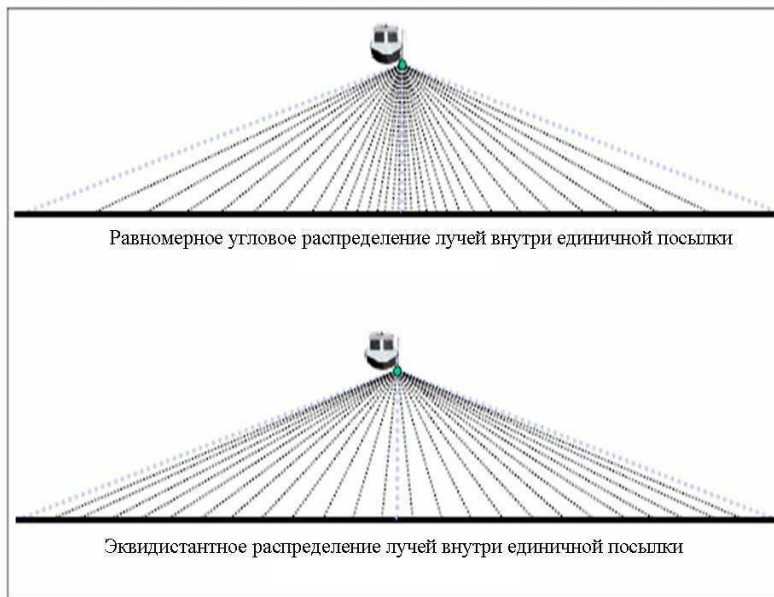 Равномерное угловое распределение лучей внутри единичной посылки
Эквидистантное распределение лучей внутри единичной посылки